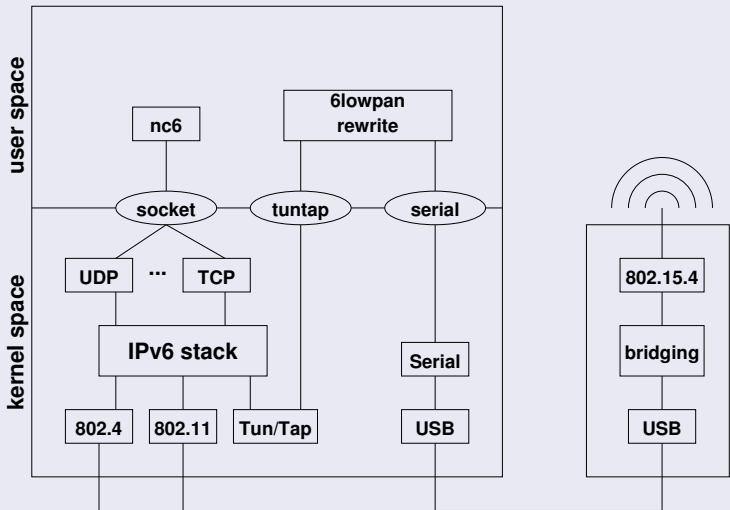 user space
nc6
6lowpan
rewrite
socket
tuntap
serial
kernel space
UDP
...
TCP
802.15.4
IPv6 stack
Serial
bridging
802.4
802.11
Tun/Tap
USB
USB